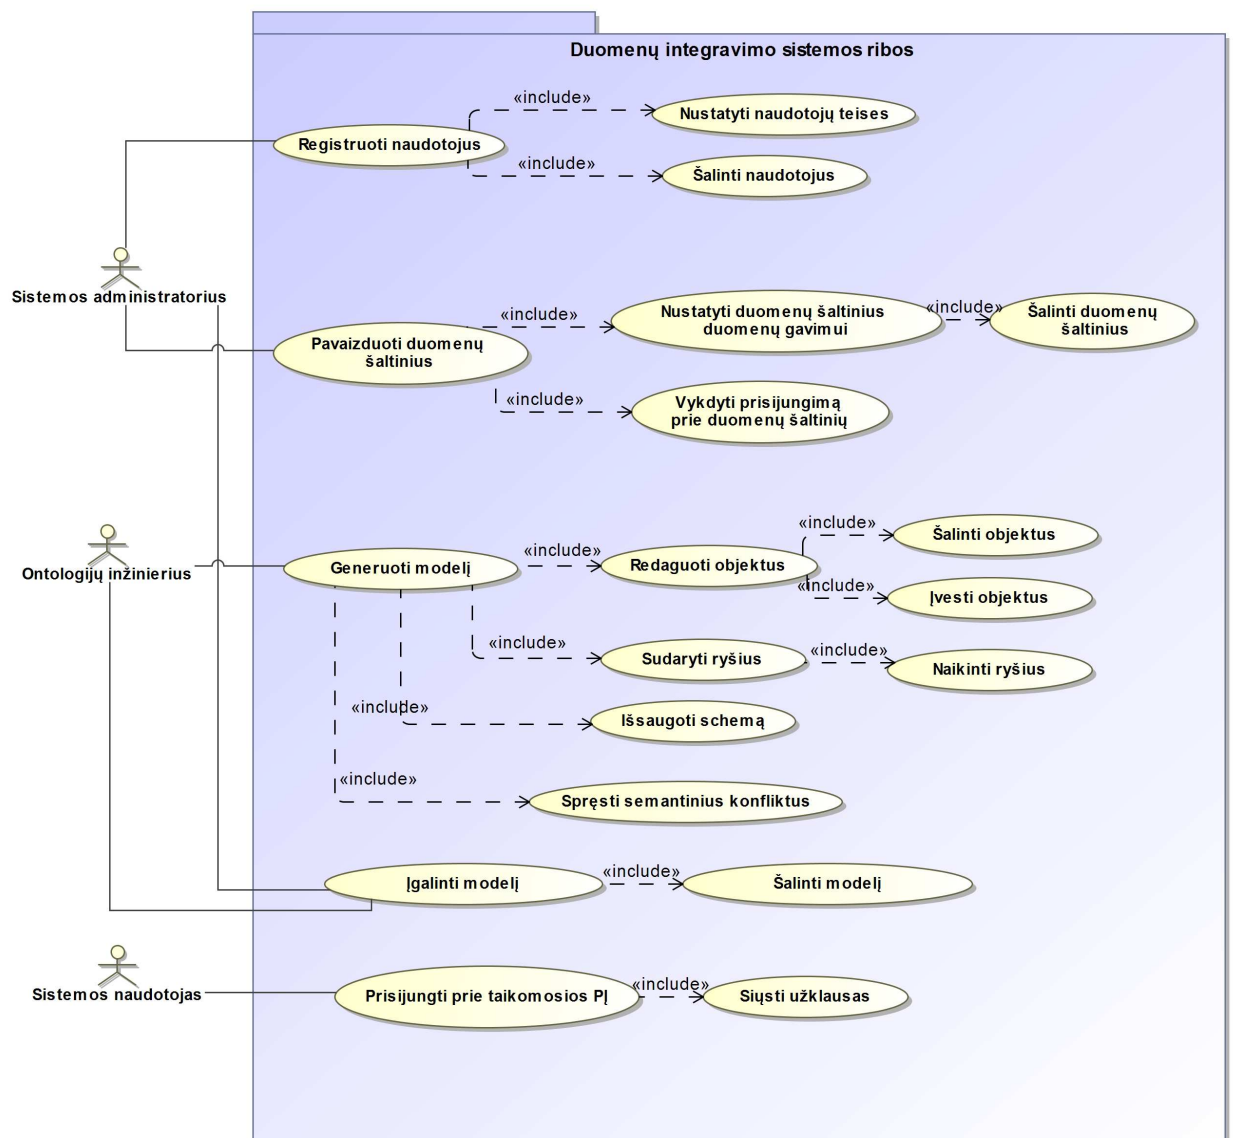 Duomenų integravimo sistemos ribos
«include»
Nustatyti naudotojų teises
Registruoti naudotojus
«include»
Šalinti naudotojus
Sistemos administratorius
«include»
Nustatyti duomenų šaltinius
duomenų gavimui
«include»
Šalinti duomenų
šaltinius
Pavaizduoti duomenų
šaltinius
«include»
Vykdyti prisijungimą
prie duomenų šaltinių
Ontologijų inžinierius
Generuoti modelį
«include»
Redaguoti objektus
«include»
Šalinti objektus
«include»
Įvesti objektus
«include»
Sudaryti ryšius
«include»
Naikinti ryšius
«include»
Išsaugoti schemą
«include»
Spręsti semantinius konfliktus
Įgalinti modelį
«include»
Šalinti modelį
Sistemos naudotojas
Prisijungti prie taikomosios PĮ
«include»
Siųsti užklausas